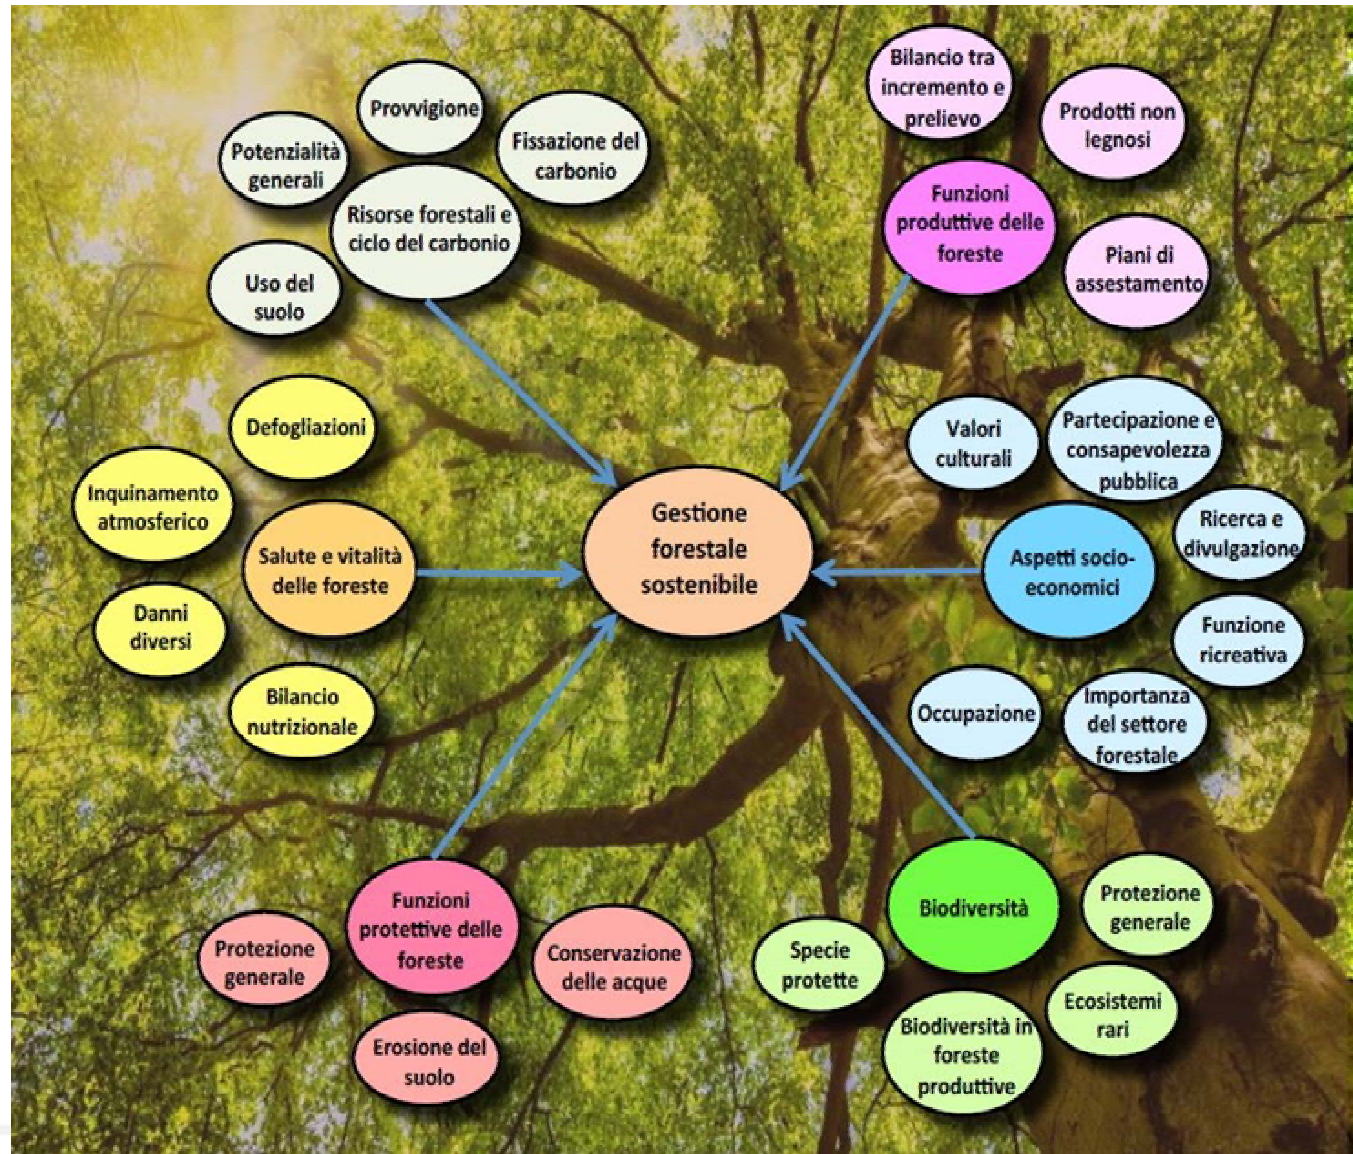 Provvigione
Fissazione del
carbonio
Potenzialità
generali
Risorse forestali e
ciclo del carbonio
Uso del
suolo
Bilancio tra
incremento e
prelievo
Prodotti non
legnosi
Funzioni
produttive delle
foreste
Piani di
assestamento
Defogliazioni
Inquinamento
atmosferico
Salute e vitalità
delle foreste
Danni
diversi
Bilancio
nutrizionale
Gestione
forestale
sostenibile
Valori
culturali
Partecipazione e
consapevolezza
pubblica
Ricerca e
divulgazione
Aspetti socio-
economici
Funzione
ricreativa
Occupazione
Importanza
del settore
forestale
Funzioni
protettive delle
foreste
Protezione
generale
Conservazione
delle acque
Erosione del
suolo
Biodiversità
Protezione
generale
Specie
protette
Ecosistemi
rari
Biodiversità in
foreste
produttive